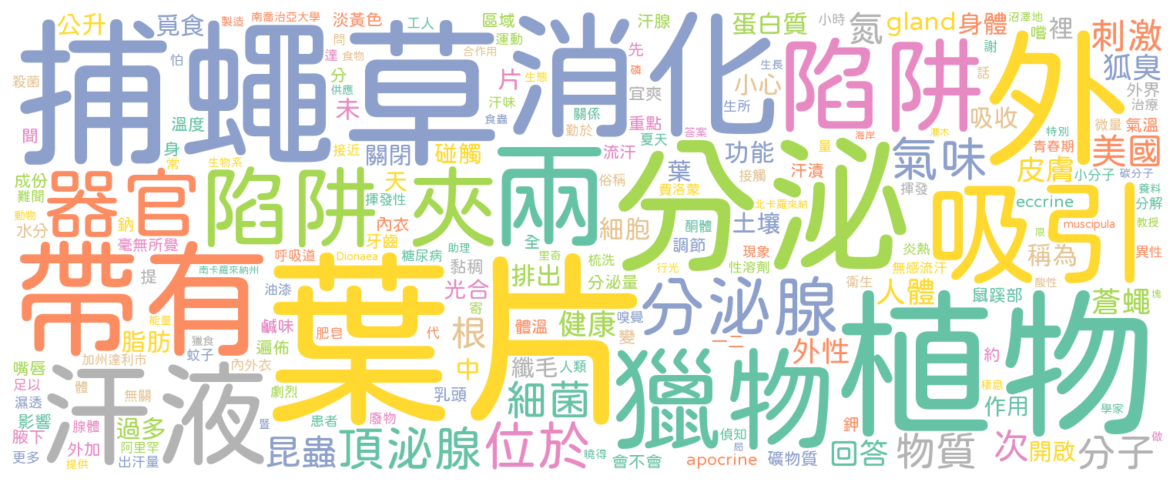 製造 南喬治亞大學 淡黃色 工人 區域 汗腺 蛋白質 小時 沼澤地
公升 覓食 問 合作用 運動 氮 gland 身體 嚐 裡 刺激
怕 達 食物 片 先 磷 小心 生長 謝 狐臭
捕蠅草 消化 陷阱 外
殺菌 分 供應 生態 未 汗味 宜爽 生所 話 外界
聞 溫度 食蟲 關係 重點 吸收 治療
身 接近 勤於 夏天 答案 量 海岸 灌木 微量 氣溫
常 生物系 關閉 碰觸 流汗 葉 功能 汗漬 氣味 特別 青春期 美國
器官 陷阱 夾 兩 分泌 吸引
成份 揮發性 天 俗稱 費洛蒙 接觸 揮發 皮膚 小分子 碳分子
難聞 鈉 內衣 細胞 土壤 北卡羅來納 eccrine 養料 分解
動物 水分 牙齒 全 酮體 調節 muscipula 教授
毫無所覺 呼吸道 糖尿病 助理 里奇 梳洗 現象 炎熱 稱為 限 異性
帶有 提 南卡羅來納州 Dionaea 黏稠 排出 分泌量 性溶劑 無感流汗
油漆 光合 寄 嗅覺 行光 衛生 人體 鼠蹊部 酸性 塊
鹹味 肥皂 代 體溫 變 健康 分泌腺 蒼蠅
葉片 獵物 植物
脂肪 能量 獵食 遍佈 根 一二 外性 約
加州達利市 蚊子 內外衣 纖毛 人類 棲息
嘴唇 汗液 體 無關 劇烈 中 乳頭 細菌 作用 鉀
足以 濕透 患者 廢物 偵知 學家
影響 腺體 過多 暨 頂泌腺 位於 次 開啟 分子 做
腋下 外加 阿里罕 昆蟲 曉得 會不會 局 回答 物質
更多 提供 出汗量 apocrine 礦物質